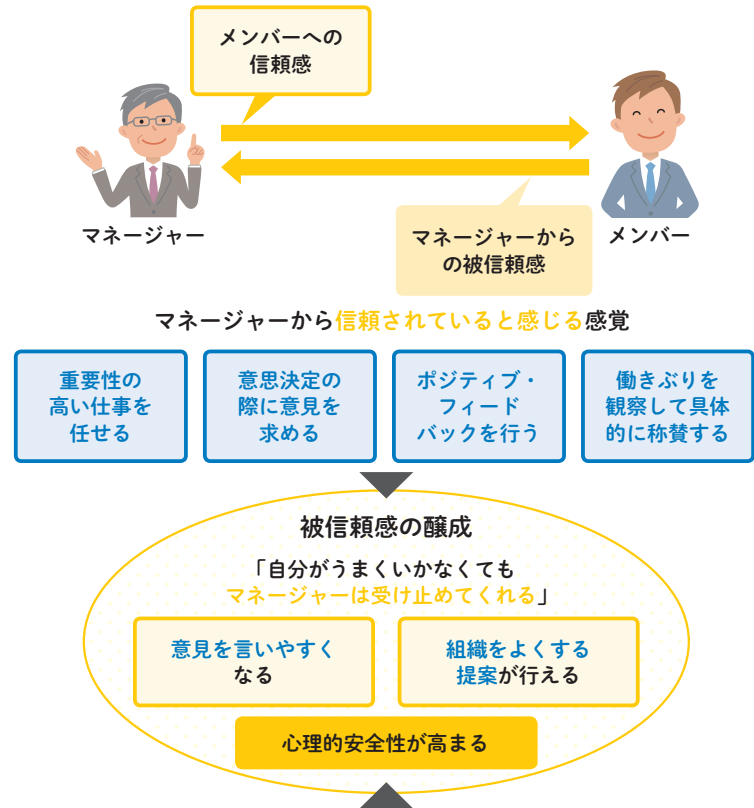 メンバーへの
信頼感
マネージャー
メンバー
マネージャーから
の被信頼感
マネージャーから信頼されていると感じる感覚
重要性の
高い仕事を
任せる
意思決定の
際に意見を
求める
ポジティブ・
フィード
バックを行う
働きぶりを
観察して具体
的に称賛する
被信頼感の醸成
「自分がうまくいかなくても
マネージャーは受け止めてくれる」
意見を言いやすく
なる
組織をよくする
提案が行える
心理的安全性が高まる